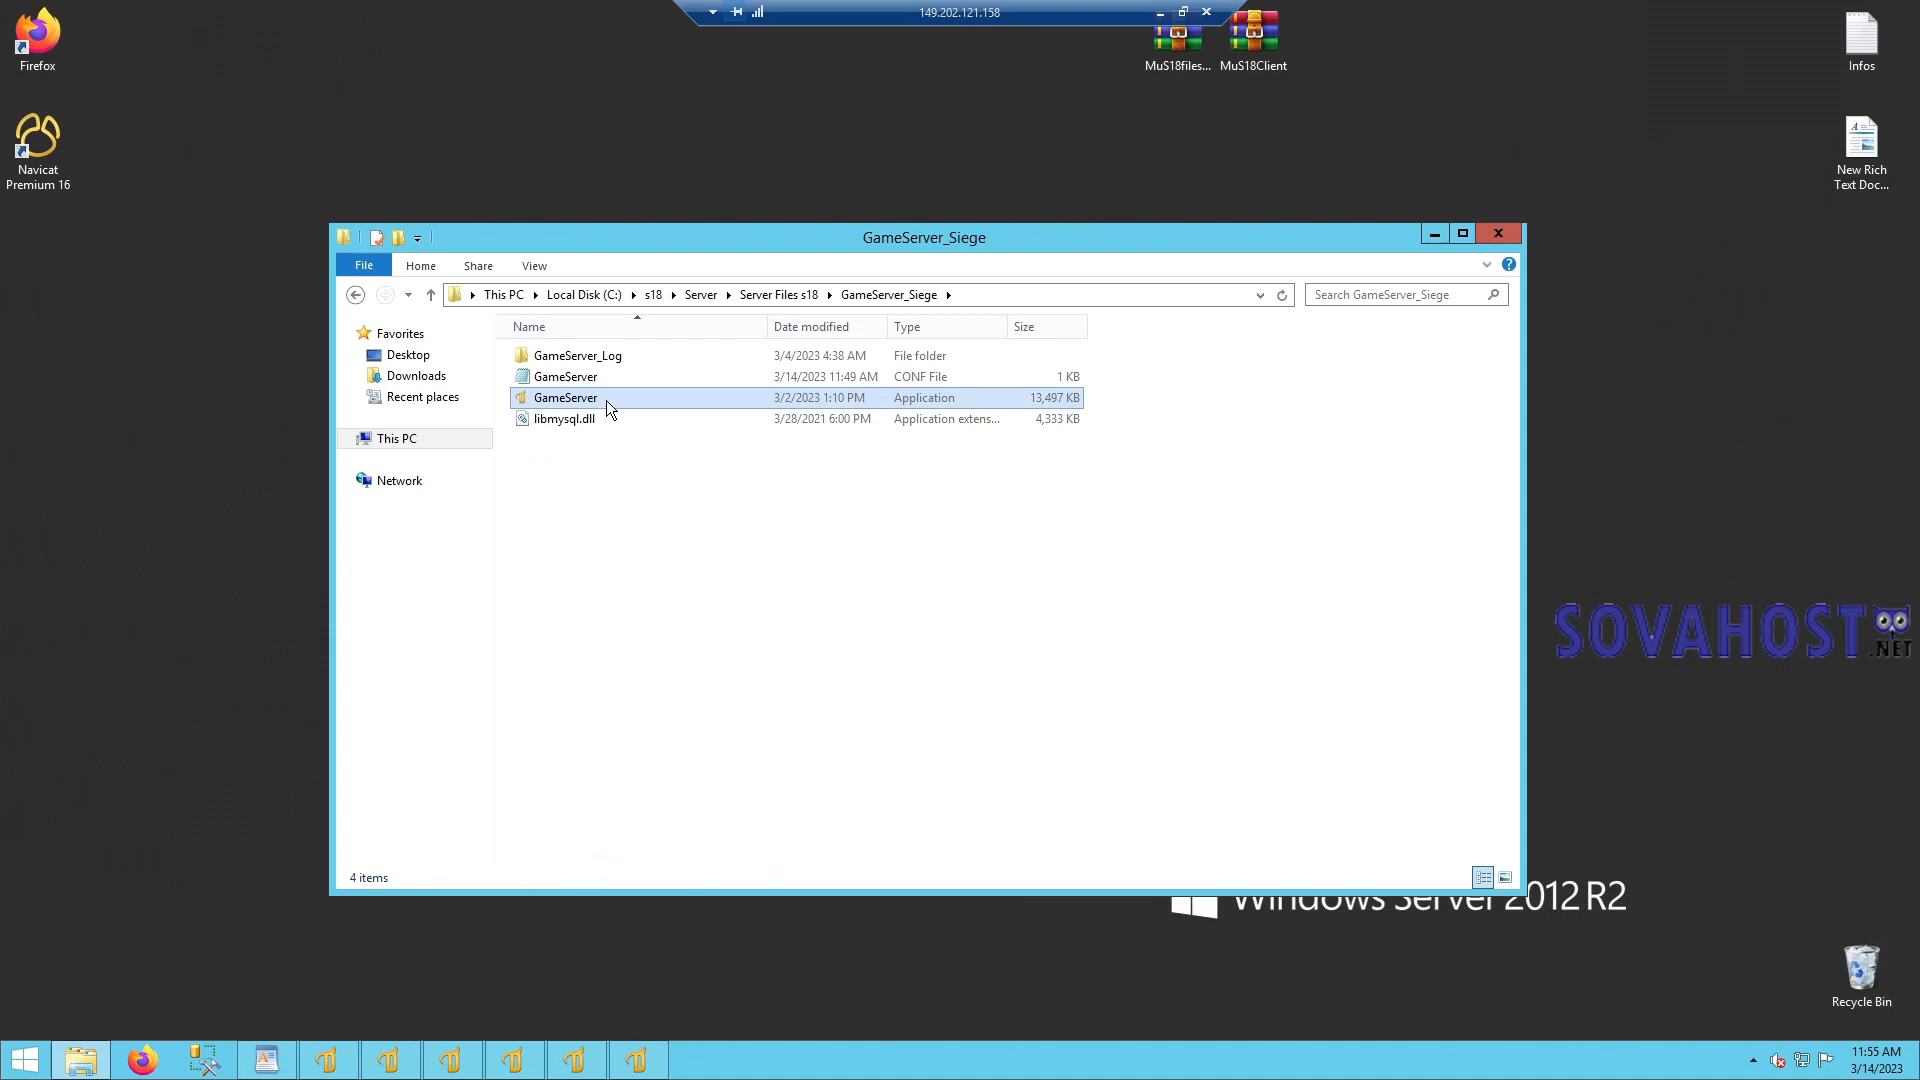 149.202.121.158
Firefox
MuS18files...
MuS18Client
Infos
Navicat
Premium 16
New Rich
Text Doc...
GameServer_Siege
File
Home
Share
View
This PC
Local Disk (C:)
s18
Server
Server Files s18
GameServer_Siege
Search GameServer_Siege
Name
Date modified
Type
Size
Favorites
Desktop
Downloads
Recent places
This PC
Network
GameServer_Log 3/4/2023 4:38 AM File folder
GameServer 3/14/2023 11:49 AM CONF File 1 KB
GameServer 3/2/2023 1:10 PM Application 13,497 KB
libmysql.dll 3/28/2021 6:00 PM Application extens... 4,333 KB
SOVAHOST
.NET
4 items
Windows Server 2012 R2
Recycle Bin
11:55 AM
3/14/2023